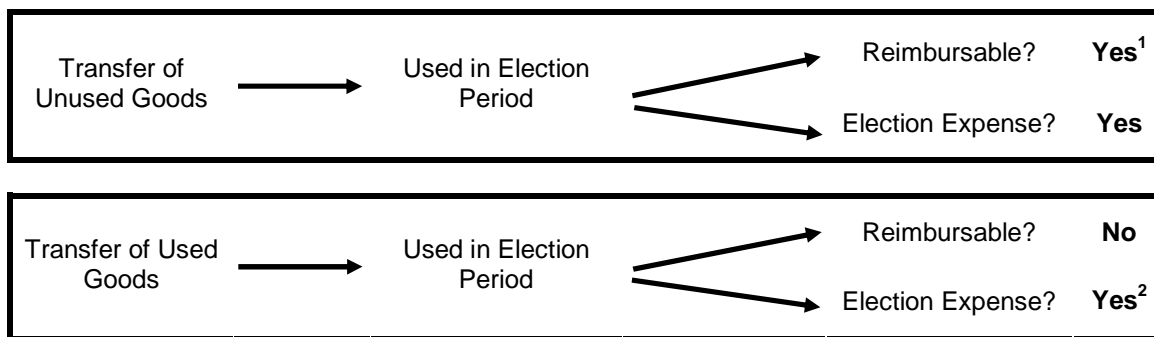 Transfer of
Unused Goods
Used in Election
Period
Reimbursable? Yes¹
Election Expense? Yes
Transfer of Used
Goods
Used in Election
Period
Reimbursable? No
Election Expense? Yes²